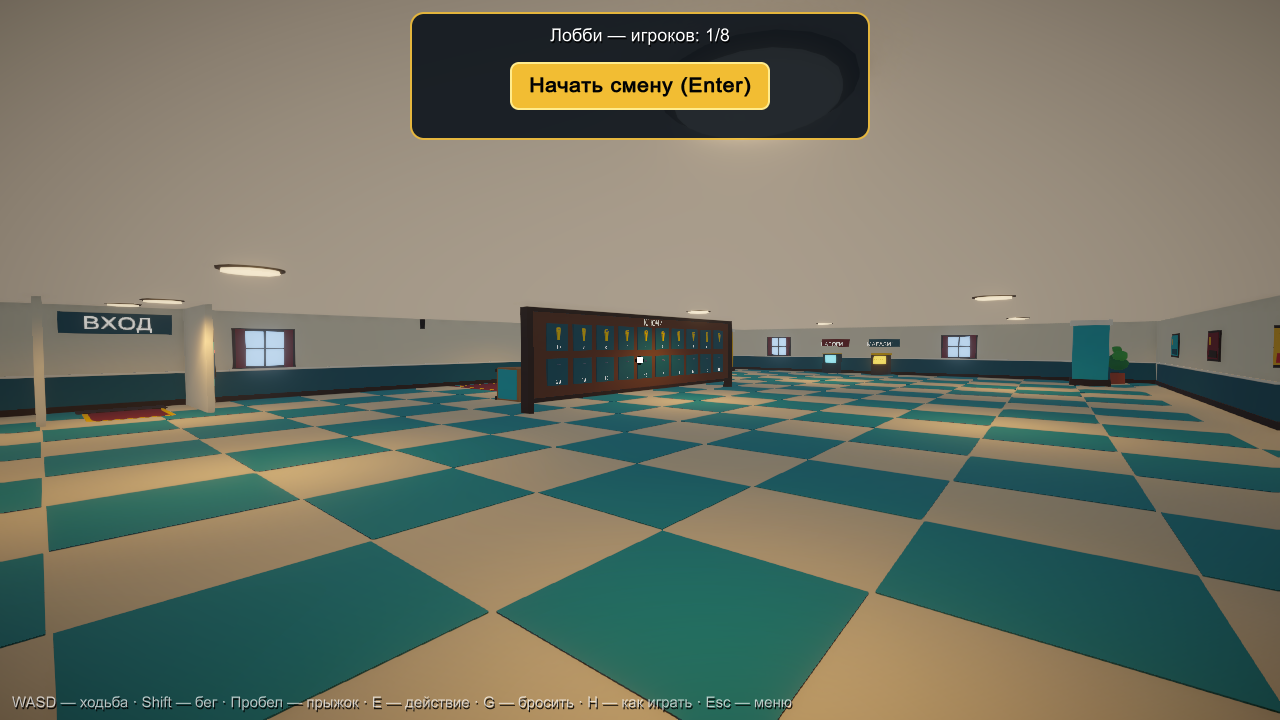 Лобби — игроков: 1/8
Начать смену (Enter)
ВХОД
WASD — ходьба · Shift — бег · Пробел — прыжок · E — действие · G — бросить · H — как играть · Esc — меню